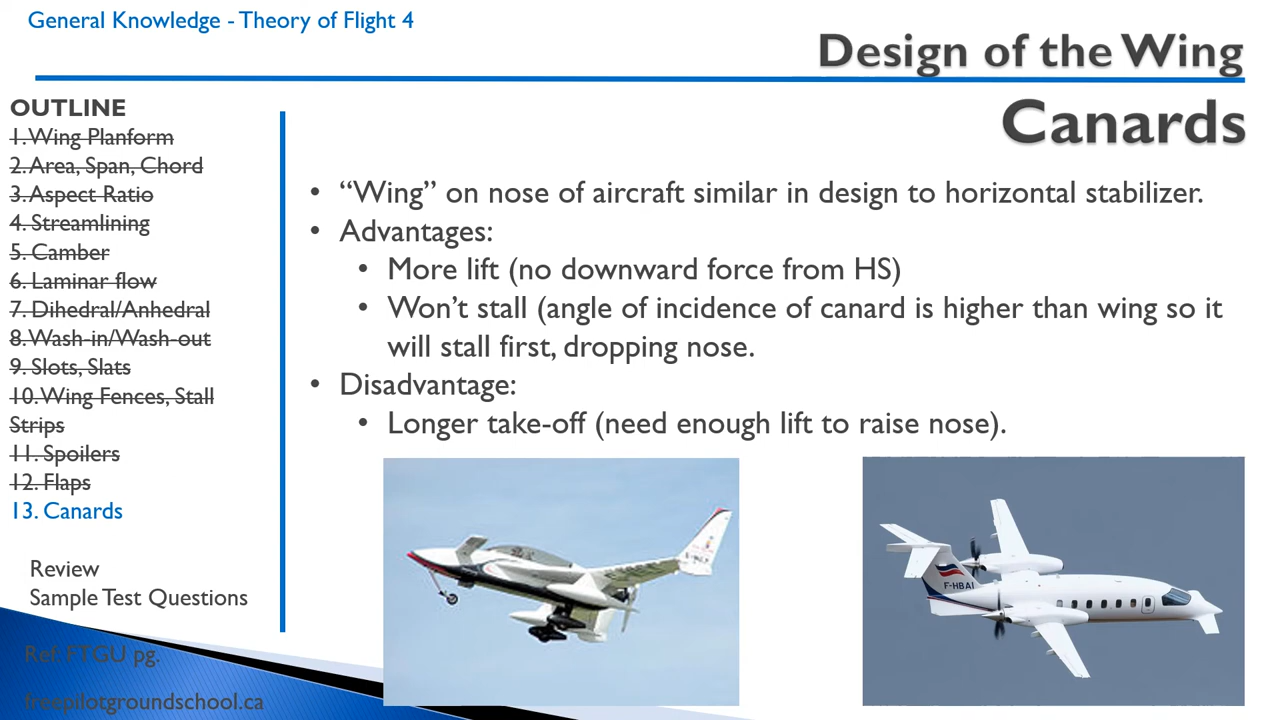 General Knowledge - Theory of Flight 4
Design of the Wing
Canards
OUTLINE
1. Wing Planform
2. Area, Span, Chord
3. Aspect Ratio
4. Streamlining
5. Camber
6. Laminar flow
7. Dihedral/Anhedral
8. Wash-in/Wash-out
9. Slots, Slats
10. Wing Fences, Stall
Strips
11. Spoilers
12. Flaps
13. Canards
Review
Sample Test Questions
Ref. FTGU pg.
freepilotgroundschool.ca
• “Wing” on nose of aircraft similar in design to horizontal stabilizer.
• Advantages:
• More lift (no downward force from HS)
• Won’t stall (angle of incidence of canard is higher than wing so it
will stall first, dropping nose.
• Disadvantage:
• Longer take-off (need enough lift to raise nose).
F-HBAI